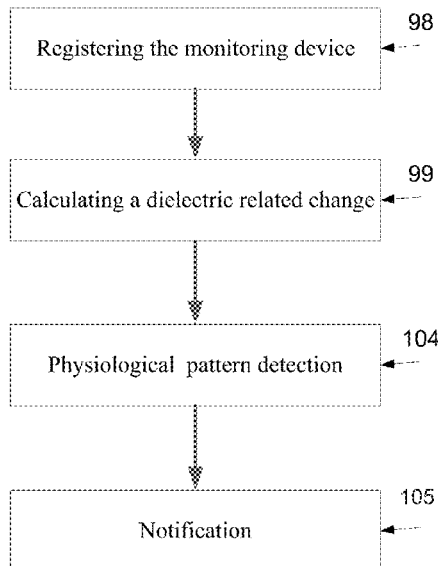 98
Registering the monitoring device
99
Calculating a dielectric related change
104
Physiological pattern detection
105
Notification